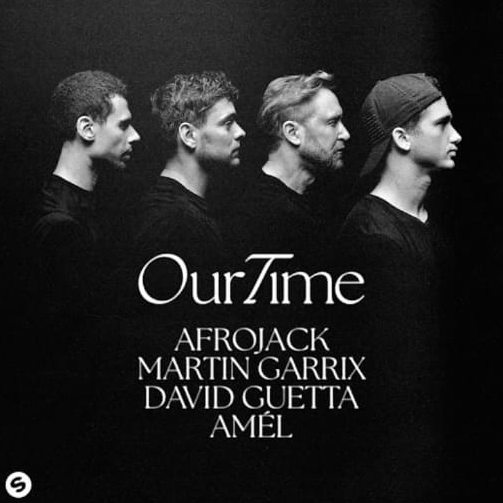 OurTime
AFROJACK
MARTIN GARRIX
DAVID GUETTA
AMÉL